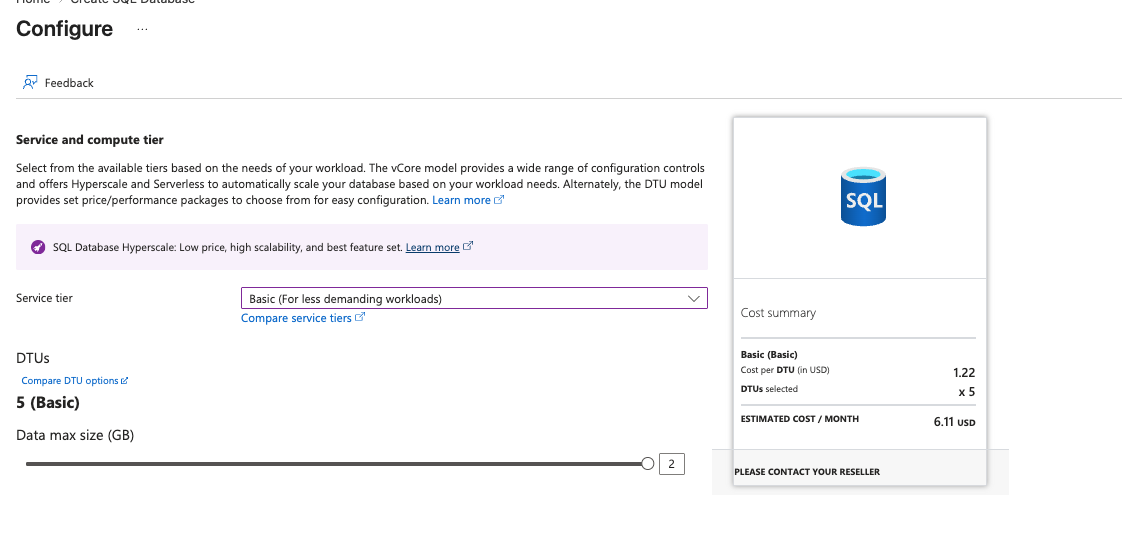 Home > Create SQL Database
Configure
...
Feedback
Service and compute tier
Select from the available tiers based on the needs of your workload. The vCore model provides a wide range of configuration controls
and offers Hyperscale and Serverless to automatically scale your database based on your workload needs. Alternately, the DTU model
provides set price/performance packages to choose from for easy configuration. Learn more
SQL Database Hyperscale: Low price, high scalability, and best feature set. Learn more
Service tier
Basic (For less demanding workloads)
Compare service tiers
DTUs
Compare DTU options
5 (Basic)
Data max size (GB)
2
SQL
Cost summary
Basic (Basic)
Cost per DTU (in USD) 1.22
DTUs selected x 5
ESTIMATED COST / MONTH 6.11 USD
PLEASE CONTACT YOUR RESELLER